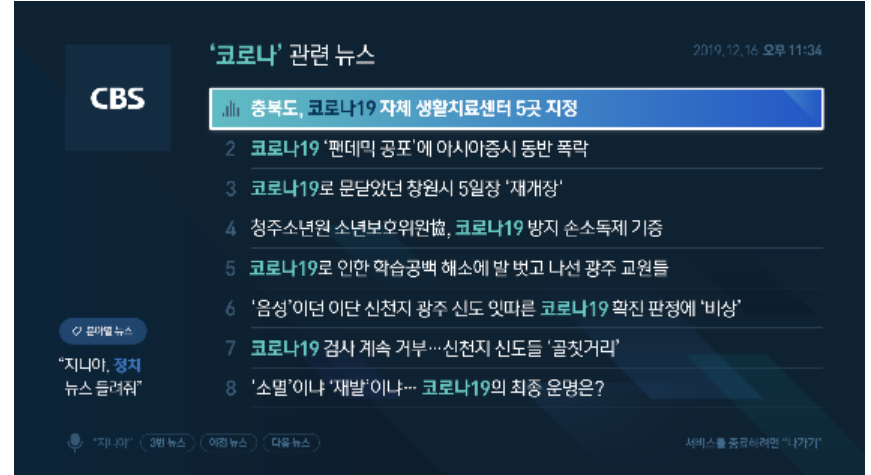 CBS
'코로나' 관련 뉴스
2019.12.16 오후 11:34
충북도, 코로나19 자체 생활치료센터 5곳 지정
2 코로나19 '팬데믹 공포'에 아시아증시 동반 폭락
3 코로나19로 문닫았던 창원시 5일장 '재개장'
4 청주소년원 소년보호위원協, 코로나19 방지 손소독제 기증
5 코로나19로 인한 학습공백 해소에 발 벗고 나선 광주 교원들
6 '음성'이던 이단 신천지 광주 신도 잇따른 코로나19 확진 판정에 '비상'
7 코로나19 검사 계속 거부…신천지 신도들 '골칫거리'
8 '소멸'이냐 '재발'이냐… 코로나19의 최종 운명은?
분야별 뉴스
"지니야, 정치
뉴스 들려줘"
"지니야" 3번 뉴스 이전 뉴스 다음 뉴스
서비스를 종료하려면 "나가기"